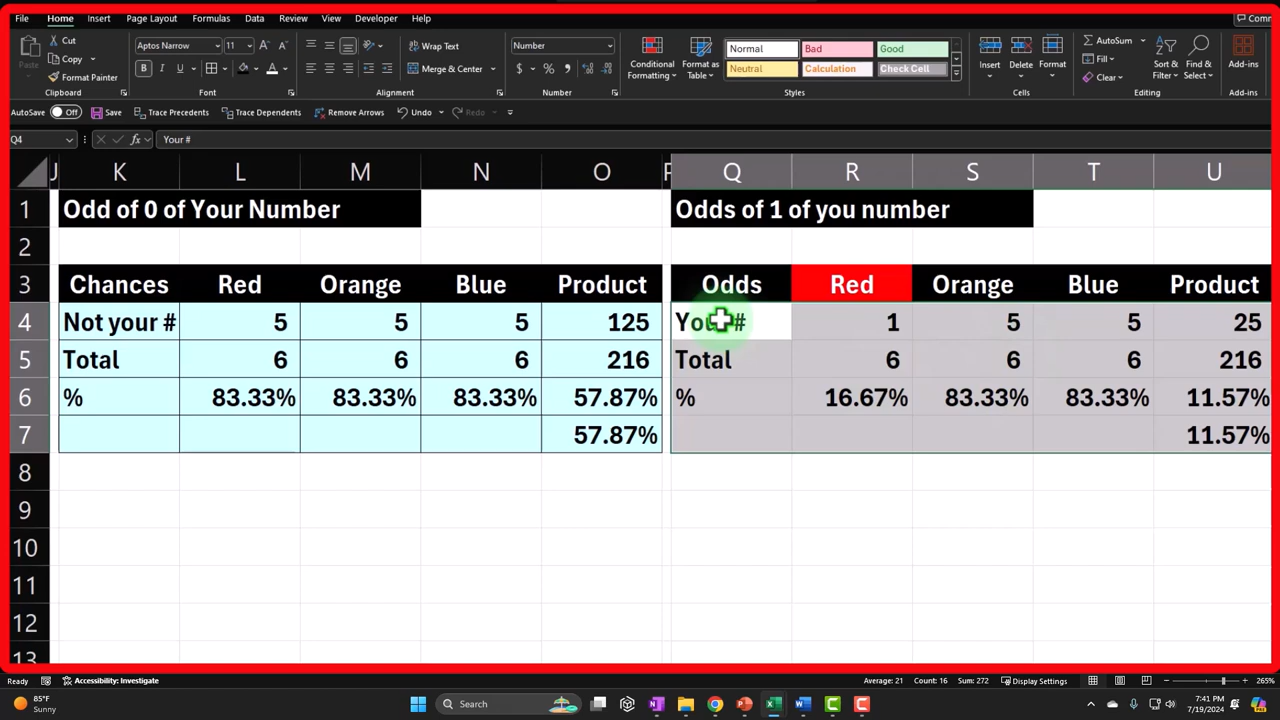 File Home Insert Page Layout Formulas Data Review View Developer Help
Cut
Copy
Format Painter
Paste
Clipboard
Aptos Narrow 11
B I U
Font
Wrap Text
Merge & Center
Alignment
Number
$ % ,
Number
Conditional Formatting
Format as Table
Normal Bad Good
Neutral Calculation Check Cell
Styles
Insert Delete Format
Cells
AutoSum
Fill
Clear
Sort & Filter
Find & Select
Editing
Add-ins
Add-ins
AutoSave Off Save Trace Precedents Trace Dependents Remove Arrows Undo Redo
Q4 fx Your #
K L M N O Q R S T U
1 Odd of 0 of Your Number Odds of 1 of you number
2
3 Chances Red Orange Blue Product Odds Red Orange Blue Product
4 Not your # 5 5 5 125 Your # 1 5 5 25
5 Total 6 6 6 216 Total 6 6 6 216
6 % 83.33% 83.33% 83.33% 57.87% % 16.67% 83.33% 83.33% 11.57%
7 57.87% 11.57%
8
9
10
11
12
13
Ready Accessibility: Investigate Average: 21 Count: 16 Sum: 272 Display Settings 265%
85°F
Sunny
Search
7:41 PM
7/19/2024